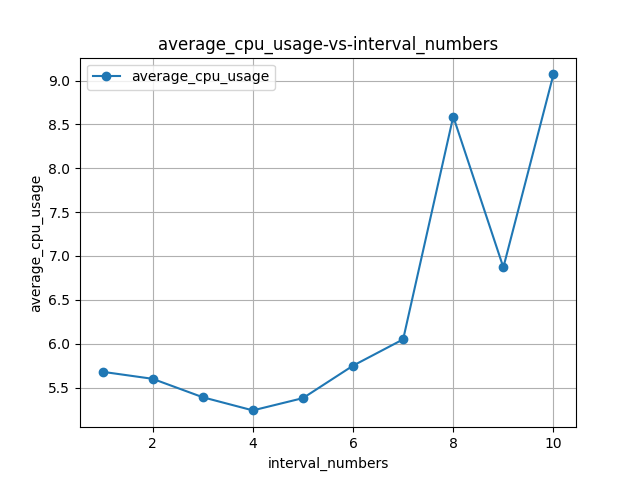 average_cpu_usage-vs-interval_numbers
average_cpu_usage
9.0
8.5
8.0
7.5
7.0
6.5
6.0
5.5
average_cpu_usage
2 4 6 8 10
interval_numbers